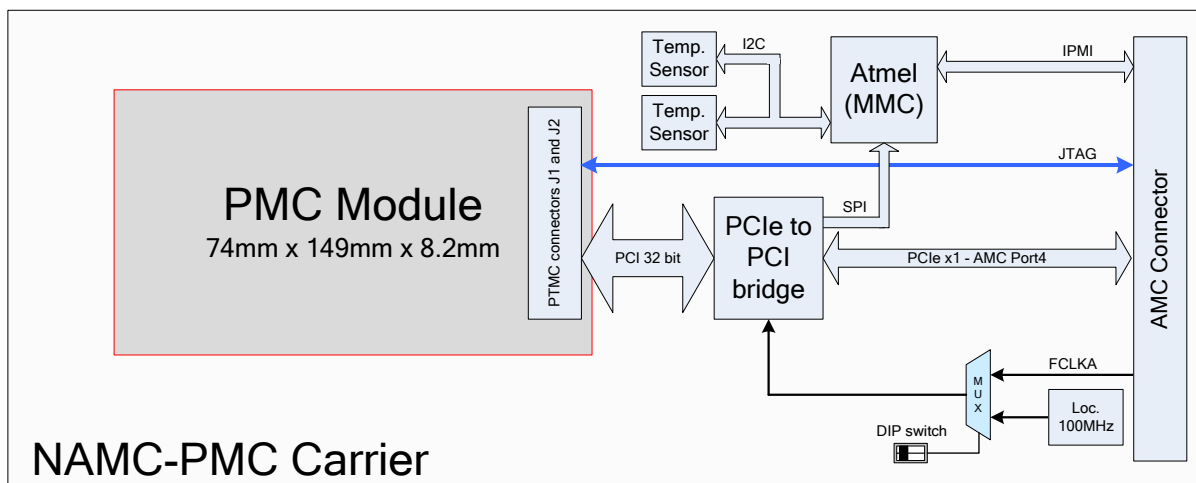 Temp.
Sensor
I2C
Temp.
Sensor
Atmel
(MMC)
IPMI
JTAG
PMC Module
74mm x 149mm x 8.2mm
PTMC connectors J1 and J2
PCI 32 bit
PCIe to
PCI
bridge
SPI
PCIe x1 - AMC Port4
AMC Connector
FCLKA
MUX
Loc.
100MHz
DIP switch
NAMC-PMC Carrier